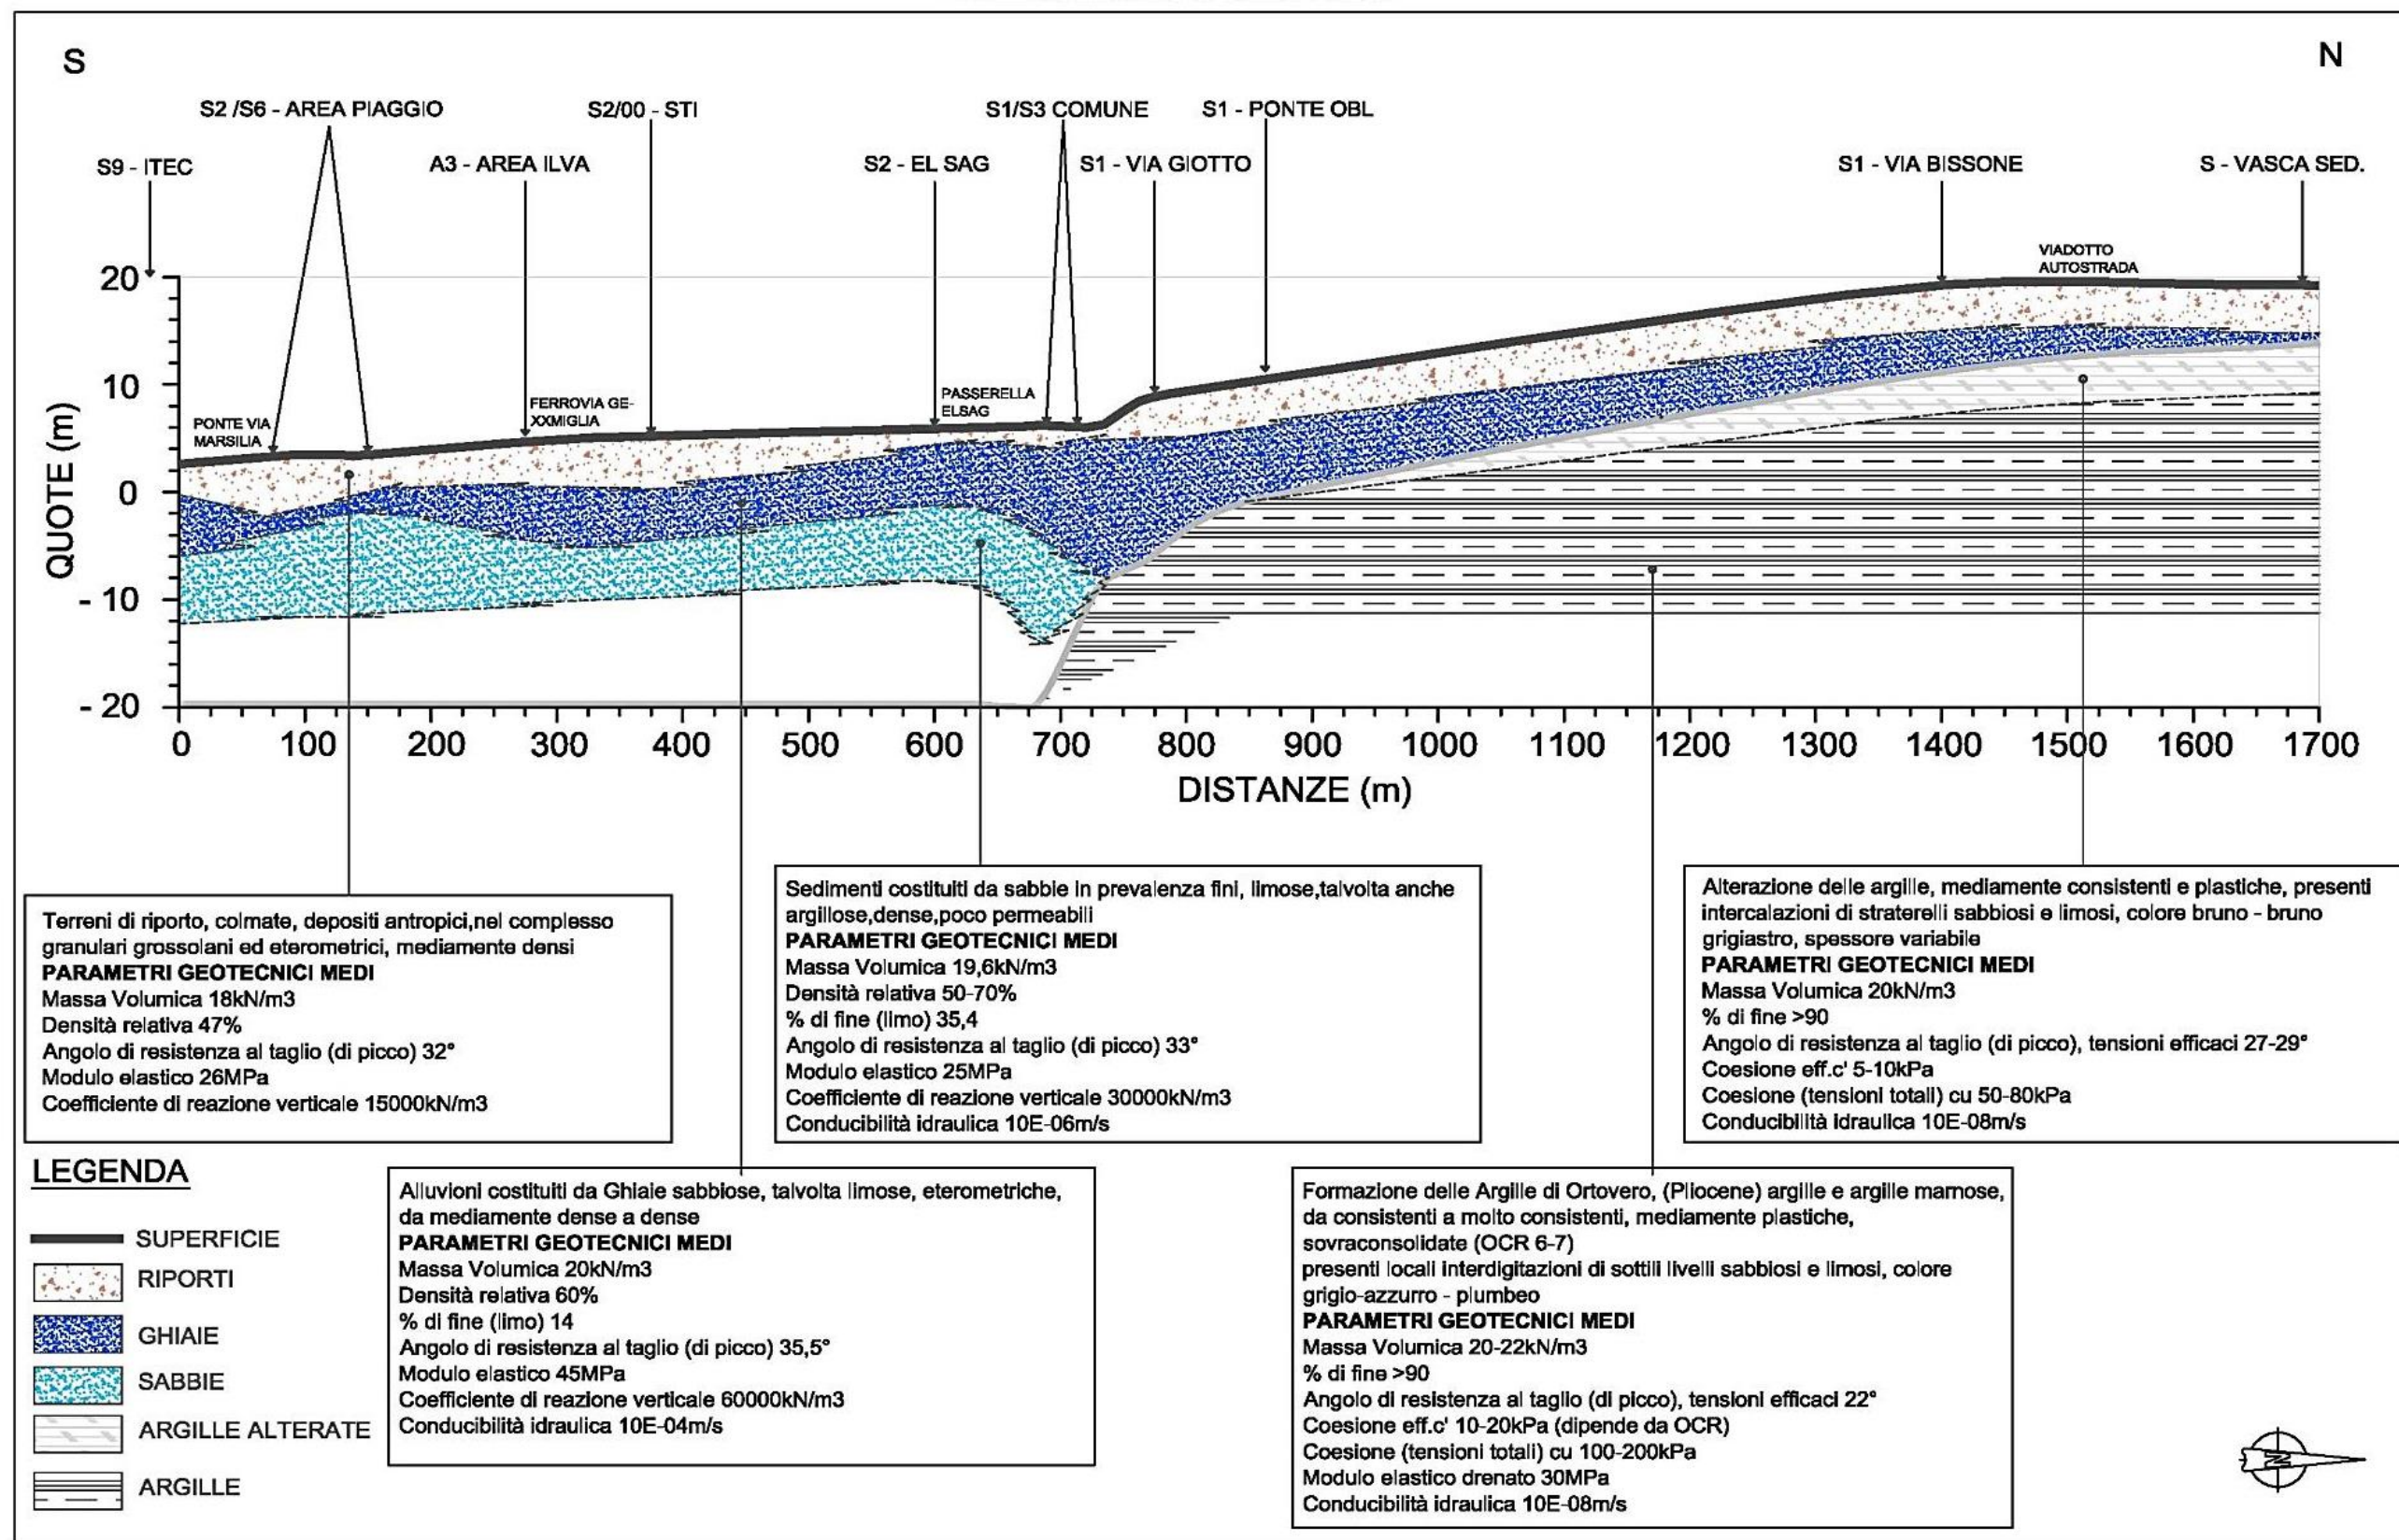 S
N
S2 /S6 - AREA PIAGGIO
S2/00 - STI
S1/S3 COMUNE
S1 - PONTE OBL
S9 - ITEC
A3 - AREA ILVA
S2 - EL SAG
S1 - VIA GIOTTO
S1 - VIA BISSONE
S - VASCA SED.
VIADOTTO
AUTOSTRADA
PONTE VIA
MARSILIA
FERROVIA GE-
XXMIGLIA
PASSERELLA
ELSAG
QUOTE (m)
20
10
0
- 10
- 20
0 100 200 300 400 500 600 700 800 900 1000 1100 1200 1300 1400 1500 1600 1700
DISTANZE (m)
Terreni di riporto, colmate, depositi antropici,nel complesso
granulari grossolani ed eterometrici, mediamente densi
PARAMETRI GEOTECNICI MEDI
Massa Volumica 18kN/m3
Densità relativa 47%
Angolo di resistenza al taglio (di picco) 32°
Modulo elastico 26MPa
Coefficiente di reazione verticale 15000kN/m3
Sedimenti costituiti da sabbie in prevalenza fini, limose,talvolta anche
argillose,dense,poco permeabili
PARAMETRI GEOTECNICI MEDI
Massa Volumica 19,6kN/m3
Densità relativa 50-70%
% di fine (limo) 35,4
Angolo di resistenza al taglio (di picco) 33°
Modulo elastico 25MPa
Coefficiente di reazione verticale 30000kN/m3
Conducibilità idraulica 10E-06m/s
Alterazione delle argille, mediamente consistenti e plastiche, presenti
intercalazioni di straterelli sabbiosi e limosi, colore bruno - bruno
grigiastro, spessore variabile
PARAMETRI GEOTECNICI MEDI
Massa Volumica 20kN/m3
% di fine >90
Angolo di resistenza al taglio (di picco), tensioni efficaci 27-29°
Coesione eff.c' 5-10kPa
Coesione (tensioni totali) cu 50-80kPa
Conducibilità idraulica 10E-08m/s
LEGENDA
SUPERFICIE
RIPORTI
GHIAIE
SABBIE
ARGILLE ALTERATE
ARGILLE
Alluvioni costituiti da Ghiaie sabbiose, talvolta limose, eterometriche,
da mediamente dense a dense
PARAMETRI GEOTECNICI MEDI
Massa Volumica 20kN/m3
Densità relativa 60%
% di fine (limo) 14
Angolo di resistenza al taglio (di picco) 35,5°
Modulo elastico 45MPa
Coefficiente di reazione verticale 60000kN/m3
Conducibilità idraulica 10E-04m/s
Formazione delle Argille di Ortovero, (Pliocene) argille e argille marnose,
da consistenti a molto consistenti, mediamente plastiche,
sovraconsolidate (OCR 6-7)
presenti locali interdigitazioni di sottili livelli sabbiosi e limosi, colore
grigio-azzurro - plumbeo
PARAMETRI GEOTECNICI MEDI
Massa Volumica 20-22kN/m3
% di fine >90
Angolo di resistenza al taglio (di picco), tensioni efficaci 22°
Coesione eff.c' 10-20kPa (dipende da OCR)
Coesione (tensioni totali) cu 100-200kPa
Modulo elastico drenato 30MPa
Conducibilità idraulica 10E-08m/s
N